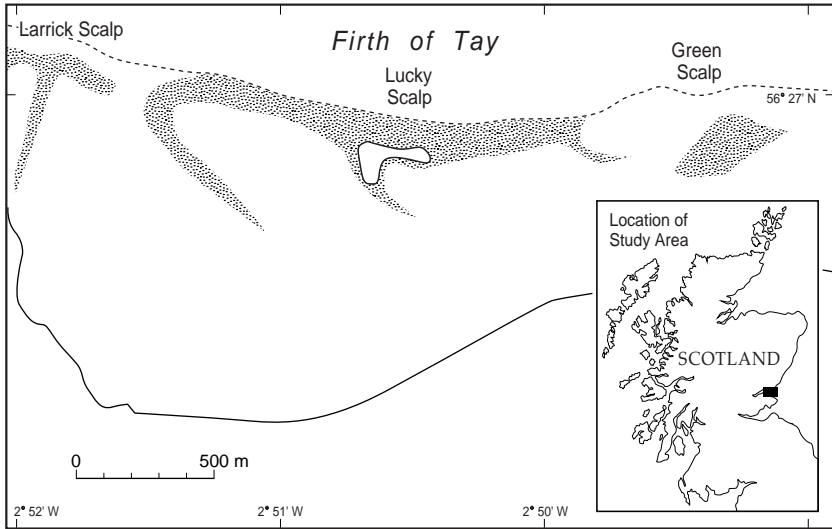 Larrick Scalp
Firth of Tay
Lucky
Scalp
Green
Scalp
56° 27' N
Location of
Study Area
SCOTLAND
0 500 m
2° 52' W
2° 51' W
2° 50' W